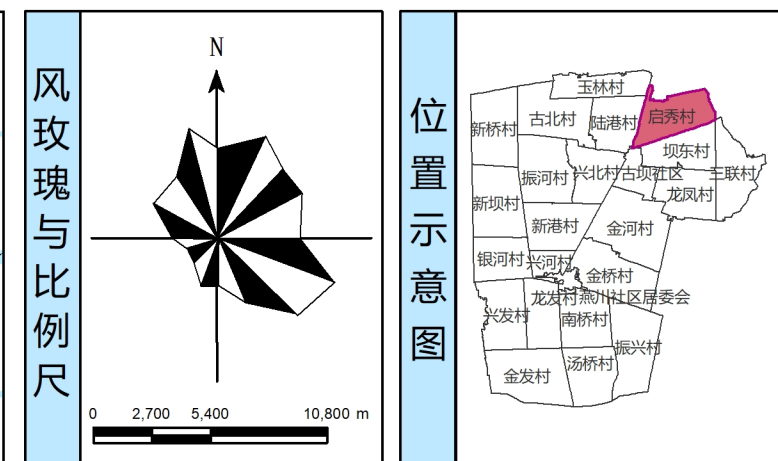 风玫瑰与比例尺
N
0 2,700 5,400 10,800 m
位置示意图
玉林村
新桥村
古北村
陆港村
启秀村
坝东村
振河村
兴北村
古坝社区
三联村
龙凤村
新坝村
新港村
金河村
银河村
兴河村
金桥村
龙发村
燕川社区居委会
兴发村
南桥村
振兴村
汤桥村
金发村